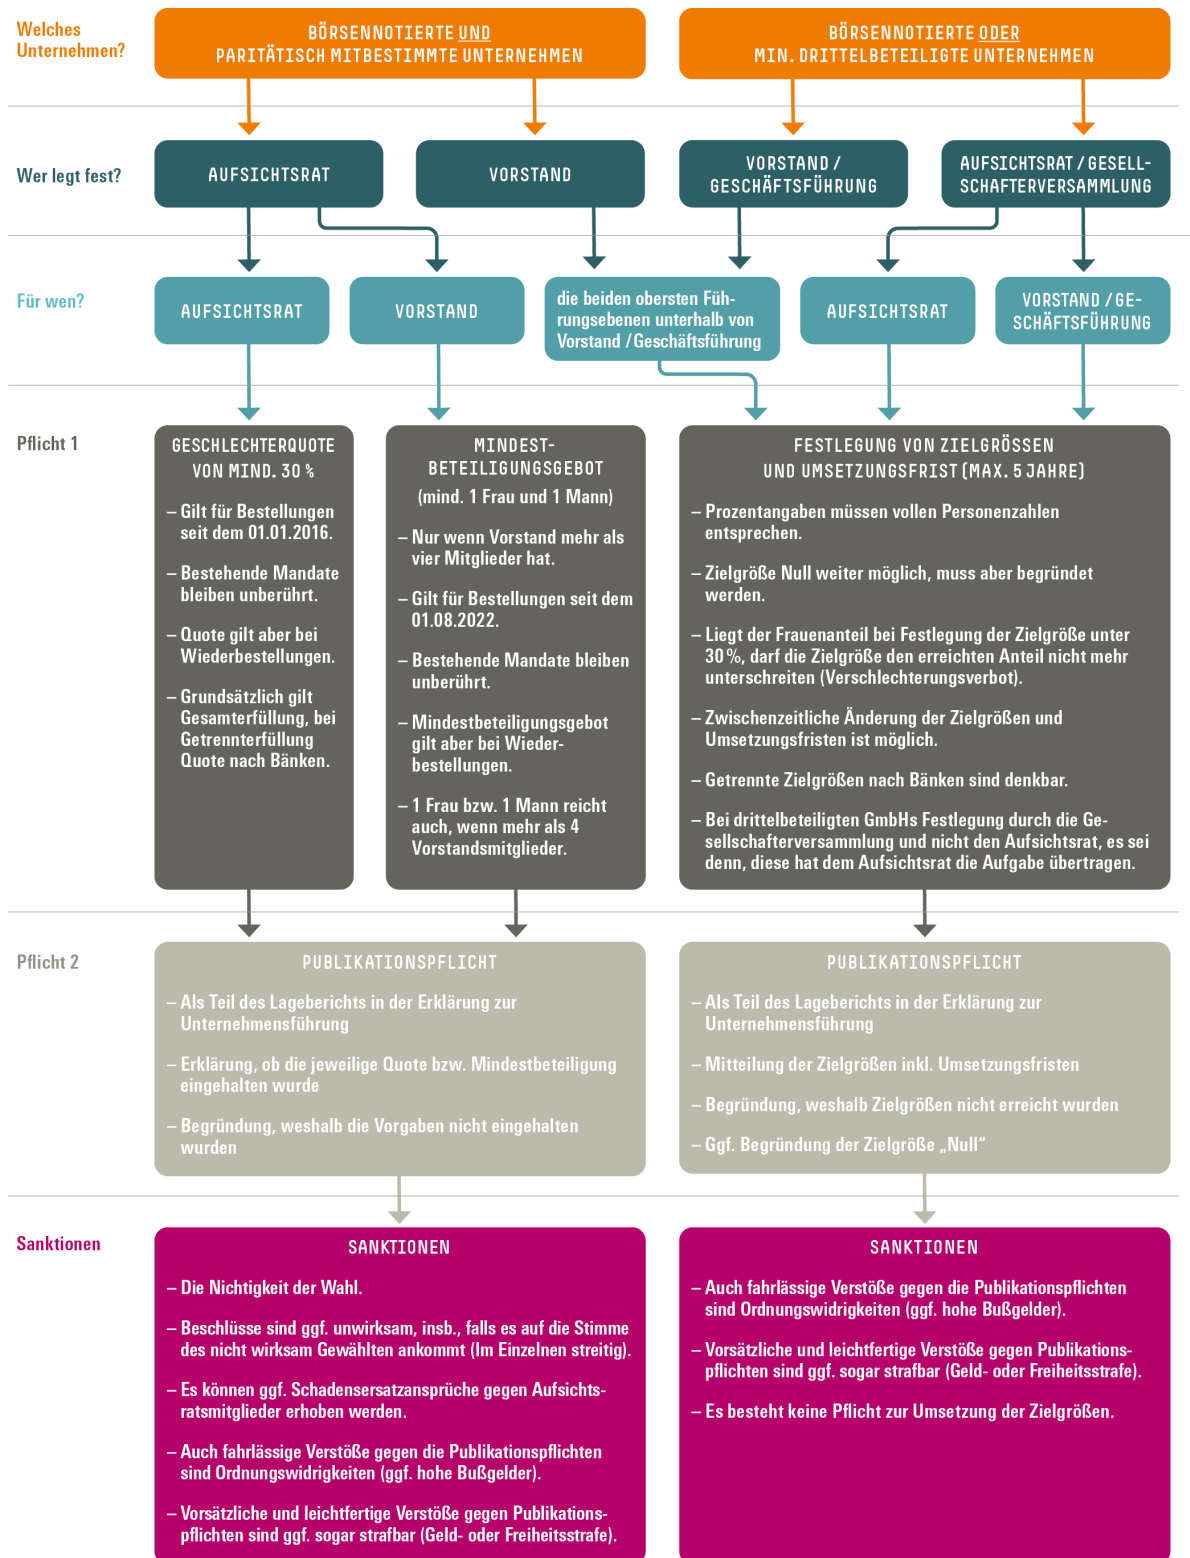 Welches
Unternehmen?
BÖRSENNOTIERTE UND
PARITÄTISCH MITBESTIMMTE UNTERNEHMEN
BÖRSENNOTIERTE ODER
MIN. DRITTELBETEILIGTE UNTERNEHMEN
Wer legt fest?
AUFSICHTSRAT
VORSTAND
VORSTAND /
GESCHÄFTSFÜHRUNG
AUFSICHTSRAT / GESELL-
SCHAFTERVERSAMMLUNG
Für wen?
AUFSICHTSRAT
VORSTAND
die beiden obersten Füh-
rungsebenen unterhalb von
Vorstand / Geschäftsführung
AUFSICHTSRAT
VORSTAND / GE-
SCHÄFTSFÜHRUNG
Pflicht 1
GESCHLECHTERQUOTE
VON MIND. 30 %
– Gilt für Bestellungen
seit dem 01.01.2016.
– Bestehende Mandate
bleiben unberührt.
– Quote gilt aber bei
Wiederbestellungen.
– Grundsätzlich gilt
Gesamterfüllung, bei
Getrennterfüllung
Quote nach Bänken.
MINDEST-
BETEILIGUNGSGEBOT
(mind. 1 Frau und 1 Mann)
– Nur wenn Vorstand mehr als
vier Mitglieder hat.
– Gilt für Bestellungen seit dem
01.08.2022.
– Bestehende Mandate bleiben
unberührt.
– Mindestbeteiligungsgebot
gilt aber bei Wieder-
bestellungen.
– 1 Frau bzw. 1 Mann reicht
auch, wenn mehr als 4
Vorstandsmitglieder.
FESTLEGUNG VON ZIELGRÖSSEN
UND UMSETZUNGSFRIST (MAX. 5 JAHRE)
– Prozentangaben müssen vollen Personenzahlen
entsprechen.
– Zielgröße Null weiter möglich, muss aber begründet
werden.
– Liegt der Frauenanteil bei Festlegung der Zielgröße unter
30 %, darf die Zielgröße den erreichten Anteil nicht mehr
unterschreiten (Verschlechterungsverbot).
– Zwischenzeitliche Änderung der Zielgrößen und
Umsetzungsfristen ist möglich.
– Getrennte Zielgrößen nach Bänken sind denkbar.
– Bei drittelbeteiligten GmbHs Festlegung durch die Ge-
sellschafterversammlung und nicht den Aufsichtsrat, es sei
denn, diese hat dem Aufsichtsrat die Aufgabe übertragen.
Pflicht 2
PUBLIKATIONSPFLICHT
– Als Teil des Lageberichts in der Erklärung zur
Unternehmensführung
– Erklärung, ob die jeweilige Quote bzw. Mindestbeteiligung
eingehalten wurde
– Begründung, weshalb die Vorgaben nicht eingehalten
wurden
PUBLIKATIONSPFLICHT
– Als Teil des Lageberichts in der Erklärung zur
Unternehmensführung
– Mitteilung der Zielgrößen inkl. Umsetzungsfristen
– Begründung, weshalb Zielgrößen nicht erreicht wurden
– Ggf. Begründung der Zielgröße „Null“
Sanktionen
SANKTIONEN
– Die Nichtigkeit der Wahl.
– Beschlüsse sind ggf. unwirksam, insb., falls es auf die Stimme
des nicht wirksam Gewählten ankommt (Im Einzelnen streitig).
– Es können ggf. Schadensersatzansprüche gegen Aufsichts-
ratsmitglieder erhoben werden.
– Auch fahrlässige Verstöße gegen die Publikationspflichten
sind Ordnungswidrigkeiten (ggf. hohe Bußgelder).
– Vorsätzliche und leichtfertige Verstöße gegen Publikations-
pflichten sind ggf. sogar strafbar (Geld- oder Freiheitsstrafe).
SANKTIONEN
– Auch fahrlässige Verstöße gegen die Publikationspflichten
sind Ordnungswidrigkeiten (ggf. hohe Bußgelder).
– Vorsätzliche und leichtfertige Verstöße gegen Publikations-
pflichten sind ggf. sogar strafbar (Geld- oder Freiheitsstrafe).
– Es besteht keine Pflicht zur Umsetzung der Zielgrößen.